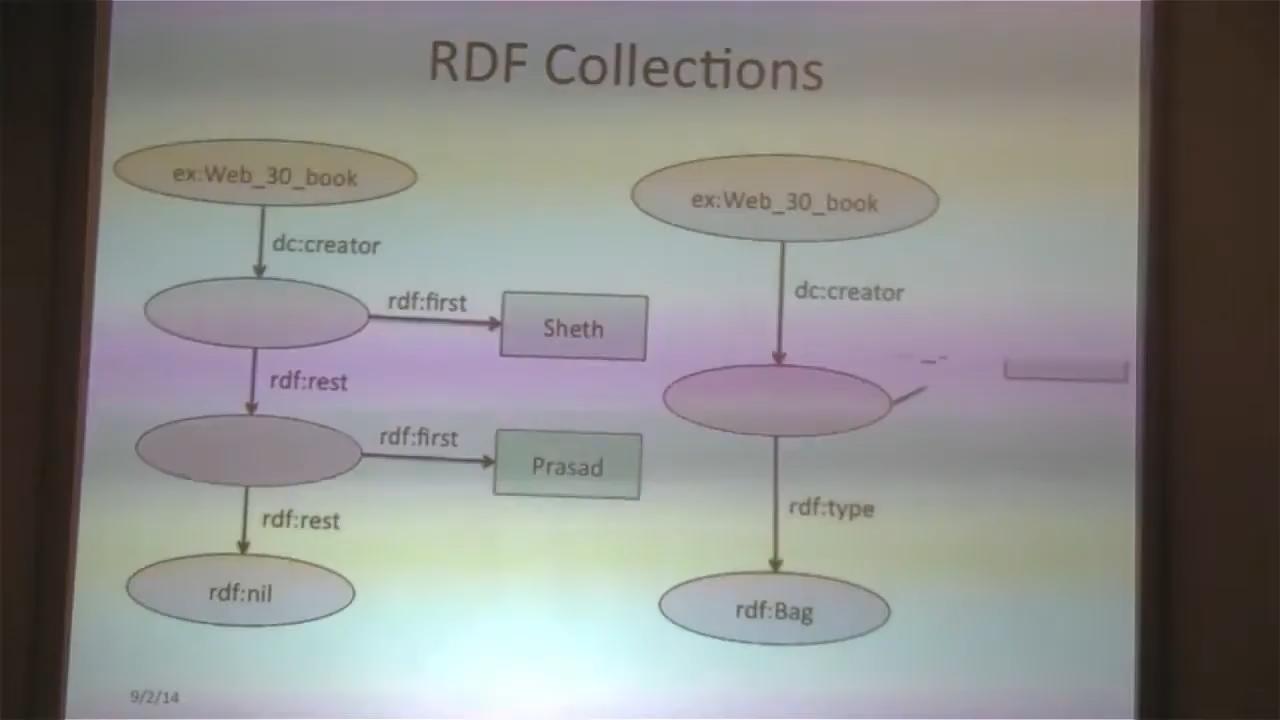 RDF Collections
ex:Web_30_book
dc:creator
rdf:first
Sheth
rdf:rest
rdf:first
Prasad
rdf:rest
rdf:nil
ex:Web_30_book
dc:creator
rdf:type
rdf:Bag
9/2/14